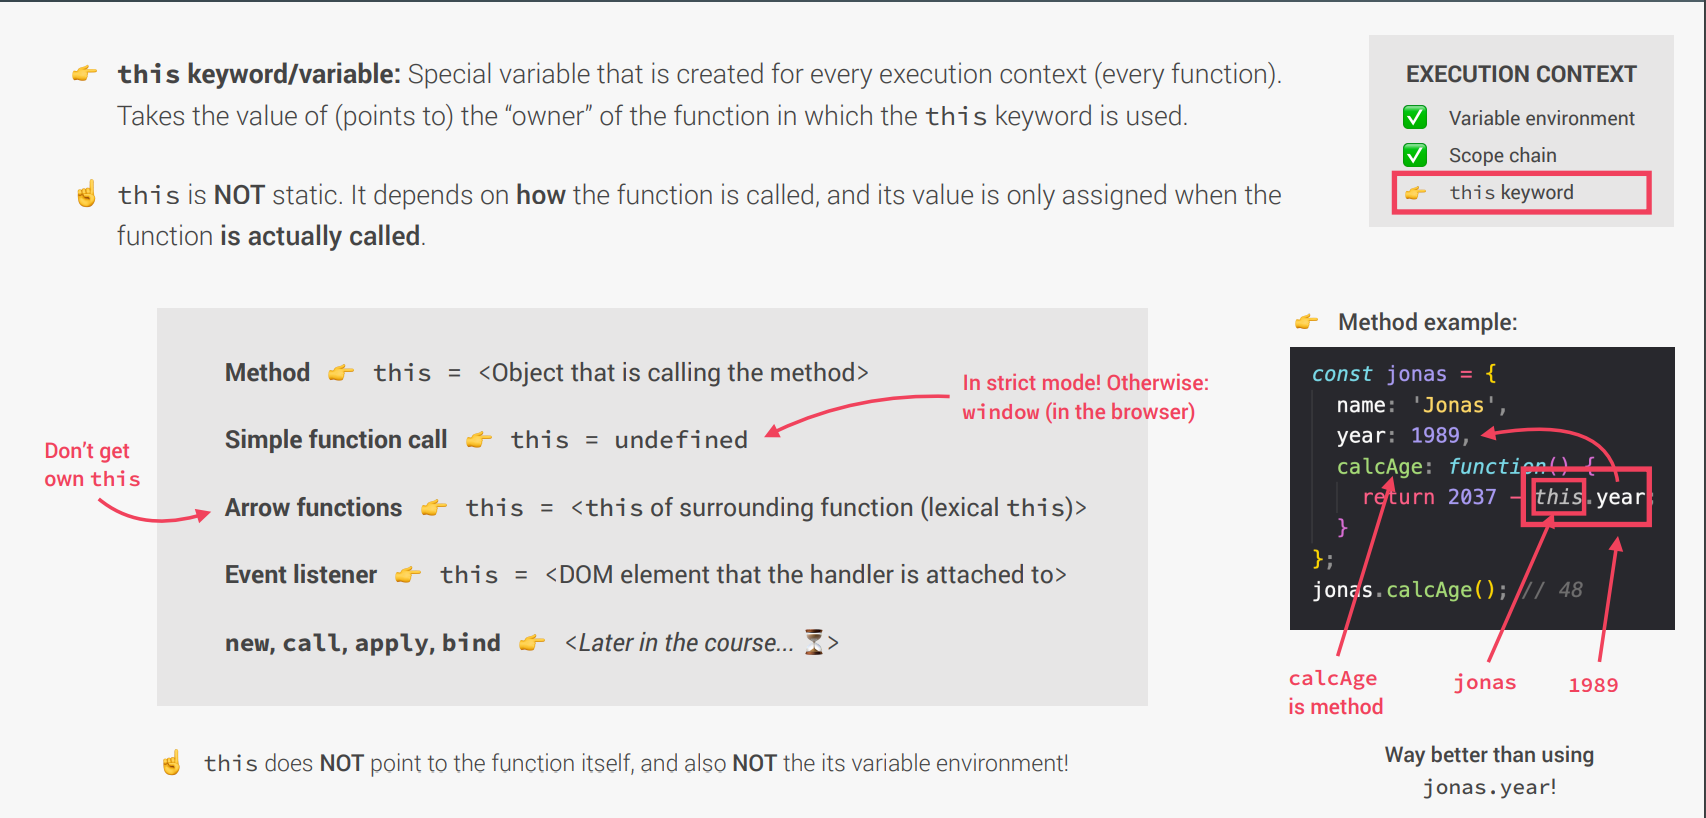 👉 this keyword/variable: Special variable that is created for every execution context (every function).
Takes the value of (points to) the “owner” of the function in which the this keyword is used.
☝️ this is NOT static. It depends on how the function is called, and its value is only assigned when the
function is actually called.
EXECUTION CONTEXT
✅ Variable environment
✅ Scope chain
👉 this keyword
Method 👉 this = <Object that is calling the method>
Simple function call 👉 this = undefined
In strict mode! Otherwise:
window (in the browser)
Don’t get
own this
Arrow functions 👉 this = <this of surrounding function (lexical this)>
Event listener 👉 this = <DOM element that the handler is attached to>
new, call, apply, bind 👉 <Later in the course... ⏳>
☝️ this does NOT point to the function itself, and also NOT the its variable environment!
👉 Method example:
const jonas = {
name: 'Jonas',
year: 1989,
calcAge: function() {
return 2037 - this.year;
}
};
jonas.calcAge(); // 48
calcAge
is method
jonas
1989
Way better than using
jonas.year!